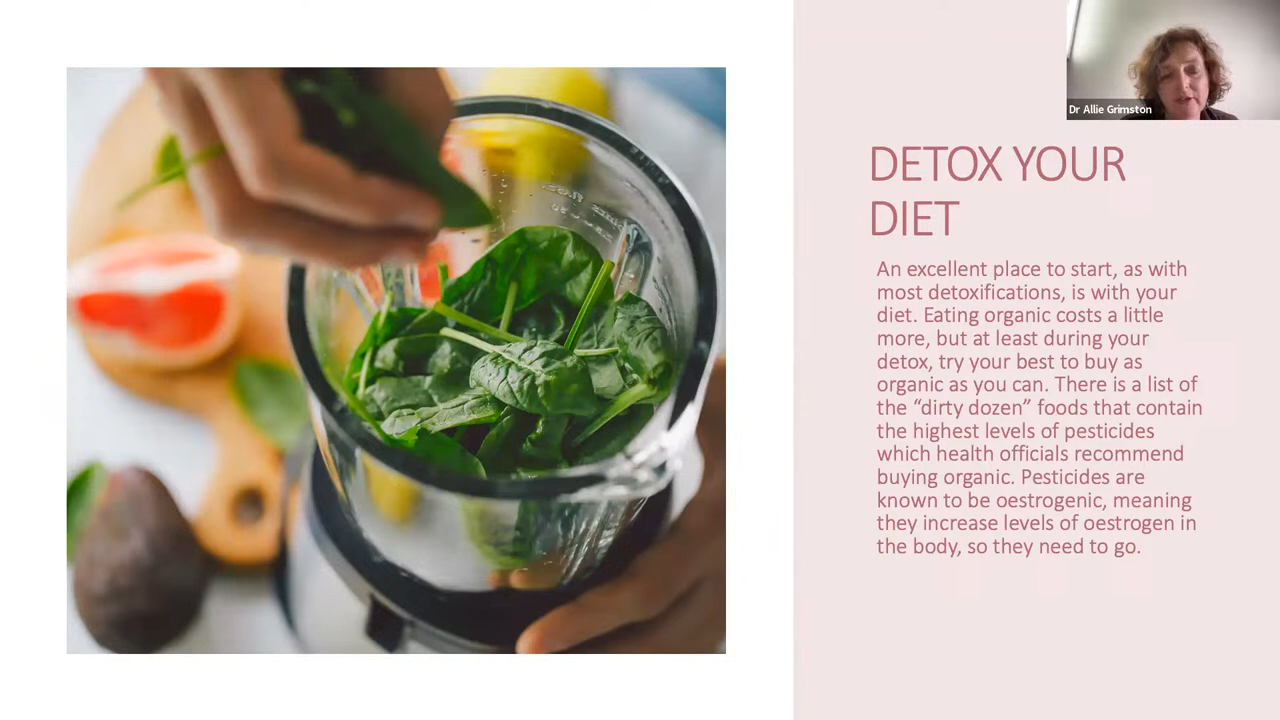 Dr Allie Grimston
DETOX YOUR
DIET
An excellent place to start, as with
most detoxifications, is with your
diet. Eating organic costs a little
more, but at least during your
detox, try your best to buy as
organic as you can. There is a list of
the “dirty dozen” foods that contain
the highest levels of pesticides
which health officials recommend
buying organic. Pesticides are
known to be oestrogenic, meaning
they increase levels of oestrogen in
the body, so they need to go.